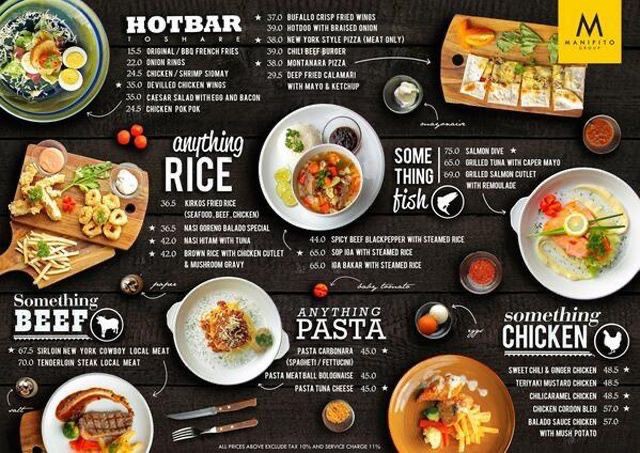 HOTBAR
TO SHARE
15.5 ORIGINAL / BBQ FRENCH FRIES
22.0 ONION RINGS
24.5 CHICKEN / SHRIMP SIOMAY
★ 35.0 DEVILLED CHICKEN WINGS
35.0 CAESAR SALAD WITH EGG AND BACON
24.5 CHICKEN POK POK
★ 37.0 BUFALLO CRISP FRIED WINGS
39.0 HOTDOG WITH BRAISED ONION
★ 38.0 NEW YORK STYLE PIZZA (MEAT ONLY)
39.0 CHILI BEEF BURGER
★ 38.0 MONTANARA PIZZA
29.5 DEEP FRIED CALAMARI
WITH MAYO & KETCHUP
M
MANIPITO
GROUP
mayonaise
anything
RICE
36.5 KIRKOS FRIED RICE
(SEAFOOD, BEEF, CHICKEN)
★ 36.5 NASI GORENG BALADO SPECIAL
★ 42.0 NASI HITAM WITH TUNA
★ 42.0 BROWN RICE WITH CHICKEN CUTLET
& MUSHROOM GRAVY
44.0 SPICY BEEF BLACKPEPPER WITH STEAMED RICE
★ 65.0 SOP IGA WITH STEAMED RICE
65.0 IGA BAKAR WITH STEAMED RICE
SOME
THING
fish
75.0 SALMON DIVE ★
65.0 GRILLED TUNA WITH CAPER MAYO
69.0 GRILLED SALMON CUTLET
WITH REMOULADE
paper
baby tomato
eggs
salt
Something
BEEF
★ 67.5 SIRLOIN NEW YORK COWBOY LOCAL MEAT
70.0 TENDERGLOIN STEAK LOCAL MEAT
ANYTHING
PASTA
PASTA CARBONARA 45.0 ★
(SPAGHETI / FETTUCINI)
PASTA MEATBALL BOLOGNAISE 45.0
PASTA TUNA CHEESE 45.0 ★
something
CHICKEN
SWEET CHILI & GINGER CHICKEN 48.5 ★
TERIYAKI MUSTARD CHICKEN 48.5
CHILICARAMEL CHICKEN 48.5 ★
CHICKEN CORDON BLEU 57.0 ★
BALADO SAUCE CHICKEN 57.0
WITH MUSH POTATO
ALL PRICES ABOVE EXCLUDE TAX 10% AND SERVICE CHARGE 11%